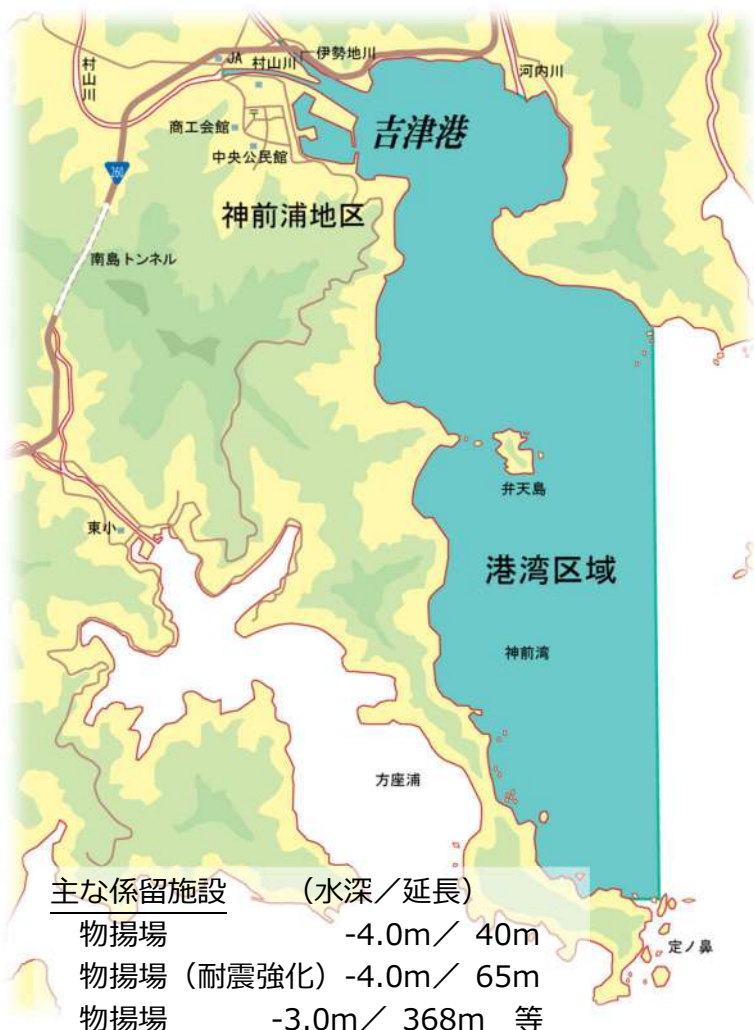 伊勢地川
JA
村山川
村山川
河内川
商工会館
吉津港
中央公民館
260
神前浦地区
南島トンネル
弁天島
東小
港湾区域
神前湾
方座浦
主な係留施設 （水深／延長）
物揚場 -4.0m／ 40m
物揚場（耐震強化）-4.0m／ 65m
定ノ鼻
物揚場 -3.0m／ 368m 等